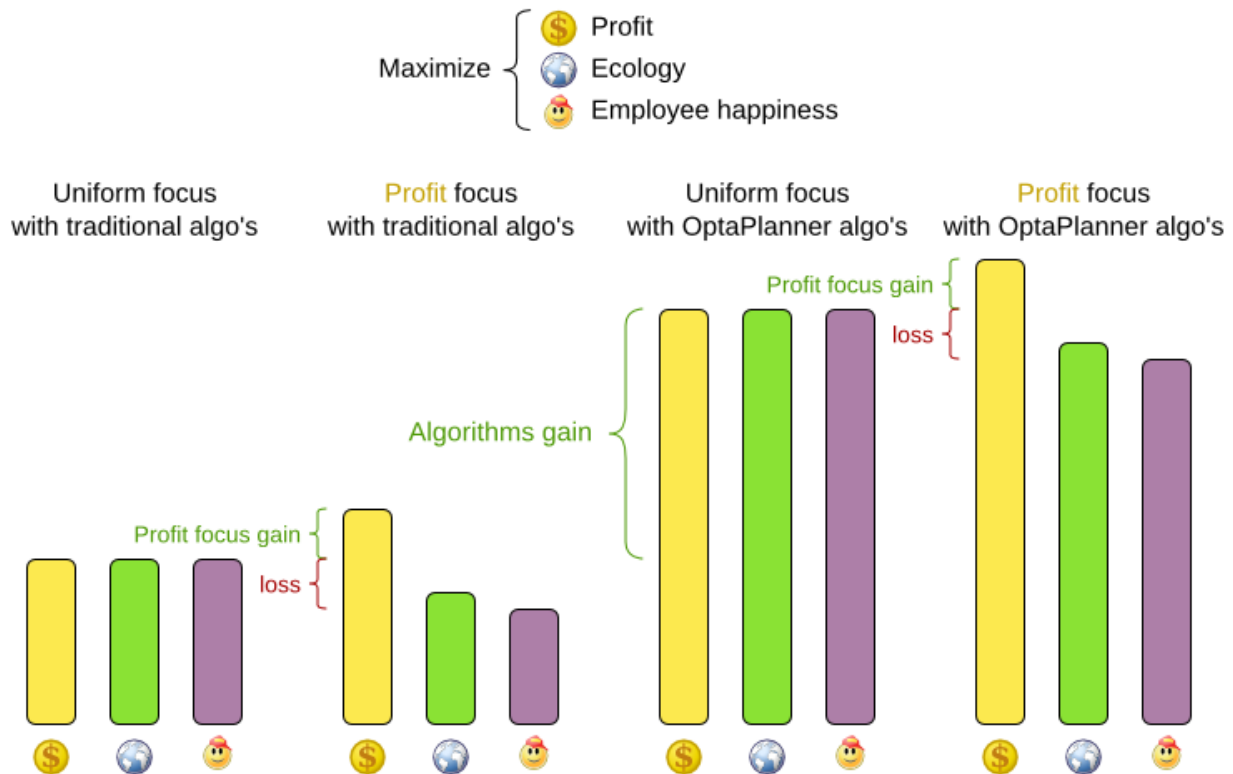 Maximize
Profit
Ecology
Employee happiness
Uniform focus
with traditional algo's
Profit focus
with traditional algo's
Uniform focus
with OptaPlanner algo's
Profit focus
with OptaPlanner algo's
Profit focus gain
loss
Algorithms gain
Profit focus gain
loss
$
$
$
$
$